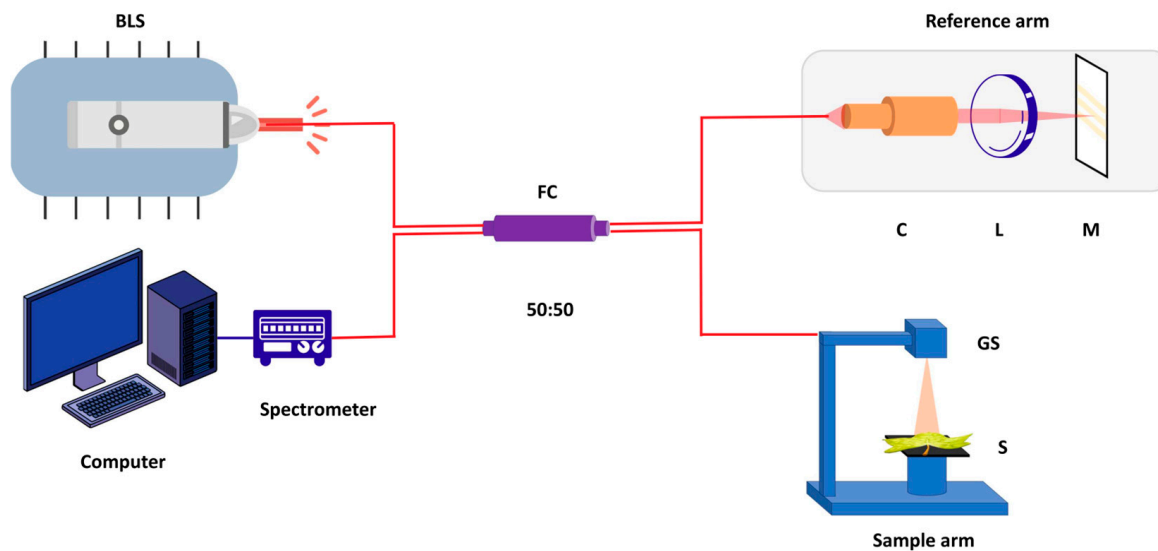 BLS
Reference arm
FC
C
L
M
50:50
GS
Spectrometer
S
Computer
Sample arm